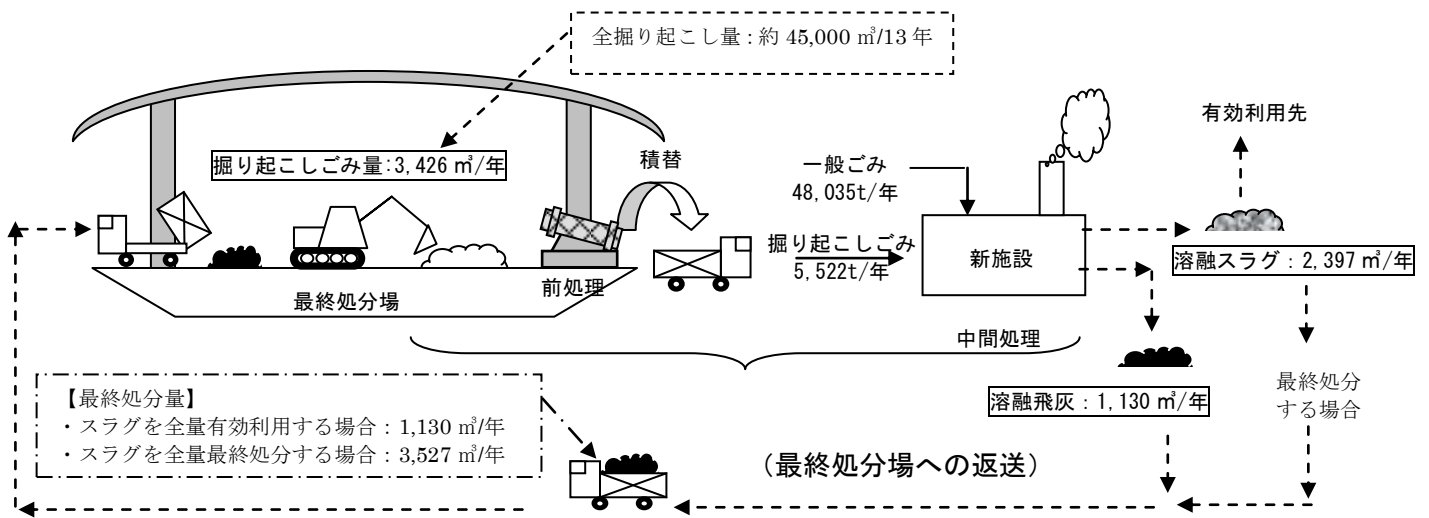 全掘り起こし量：約 45,000 ㎥/13 年
掘り起こしごみ量:3,426 ㎥/年
積替
一般ごみ
48,035t/年
有効利用先
掘り起こしごみ
5,522t/年
新施設
溶融スラグ：2,397 ㎥/年
最終処分場
前処理
中間処理
溶融飛灰：1,130 ㎥/年
最終処分
する場合
【最終処分量】
・スラグを全量有効利用する場合：1,130 ㎥/年
・スラグを全量最終処分する場合：3,527 ㎥/年
（最終処分場への返送）